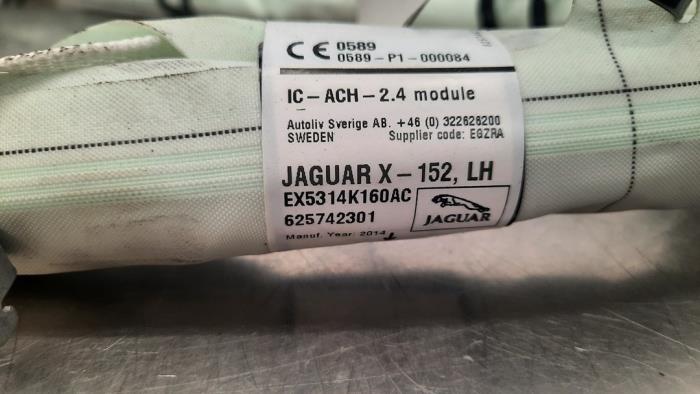 CE 0589
0589-P1-000084
IC-ACH-2.4 module
Autoliv Sverige AB. +46 (0) 322626200
SWEDEN Supplier code: EGZRA
JAGUAR X-152, LH
EX5314K160AC
625742301
JAGUAR
Manuf. Year: 2014